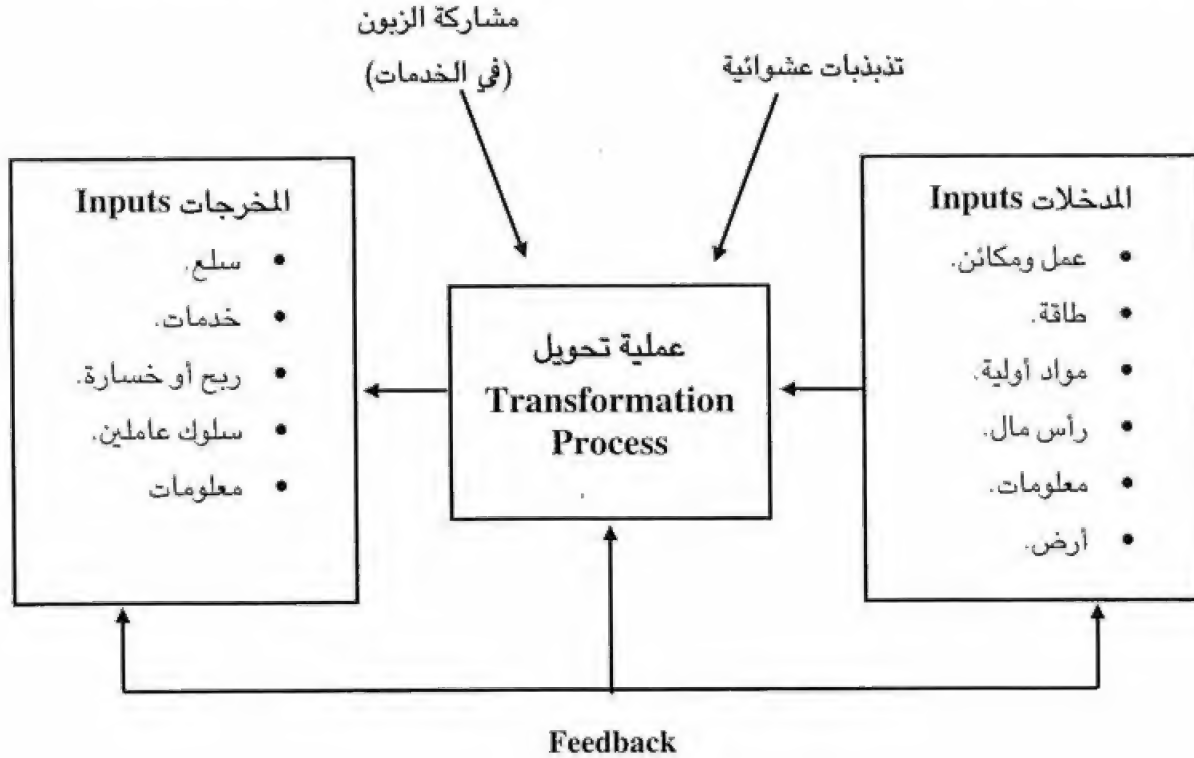 مشاركة الزبون
(في الخدمات)
تذبذبات عشوائية
المدخلات Inputs
عمل ومكائن.
طاقة.
مواد أولية.
رأس مال.
معلومات.
أرض.
عملية تحويل
Transformation
Process
المخرجات Inputs
سلع.
خدمات.
ربح أو خسارة.
سلوك عاملين.
معلومات
Feedback